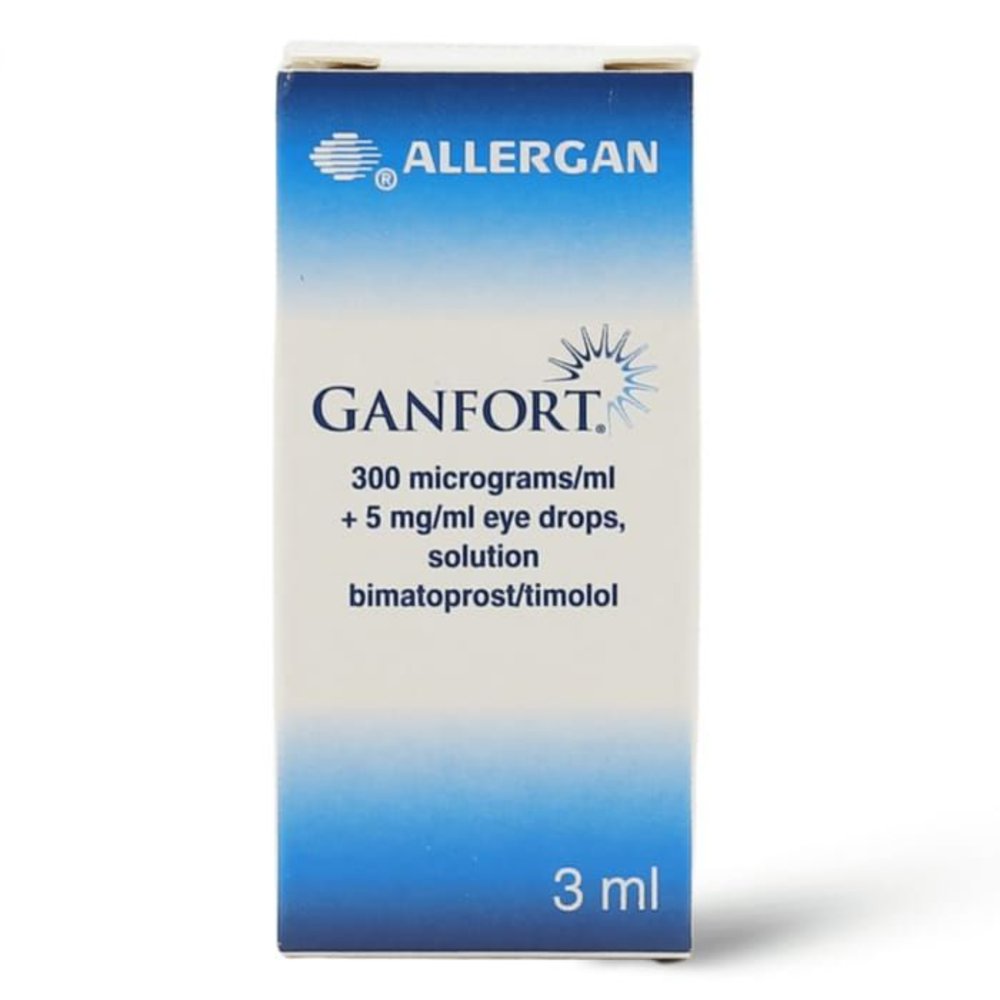 ® ALLERGAN
GANFORT®
300 micrograms/ml
+ 5 mg/ml eye drops,
solution
bimatoprost/timolol
3 ml